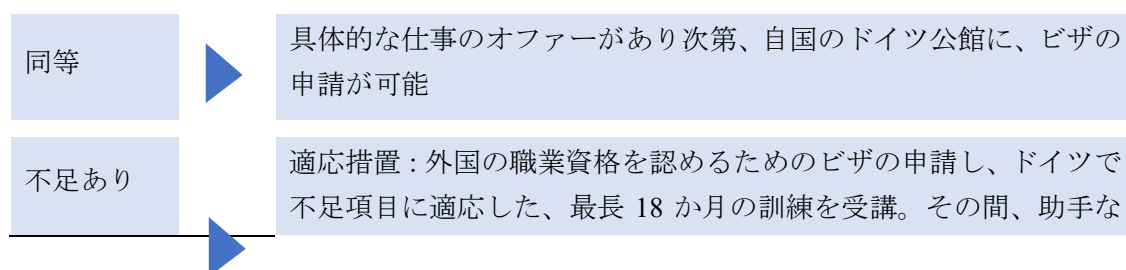 同等
具体的な仕事のオファーがあり次第、自国のドイツ公館に、ビザの
申請が可能
不足あり
適応措置：外国の職業資格を認めるためのビザの申請し、ドイツで
不足項目に適応した、最長 18 か月の訓練を受講。その間、助手な